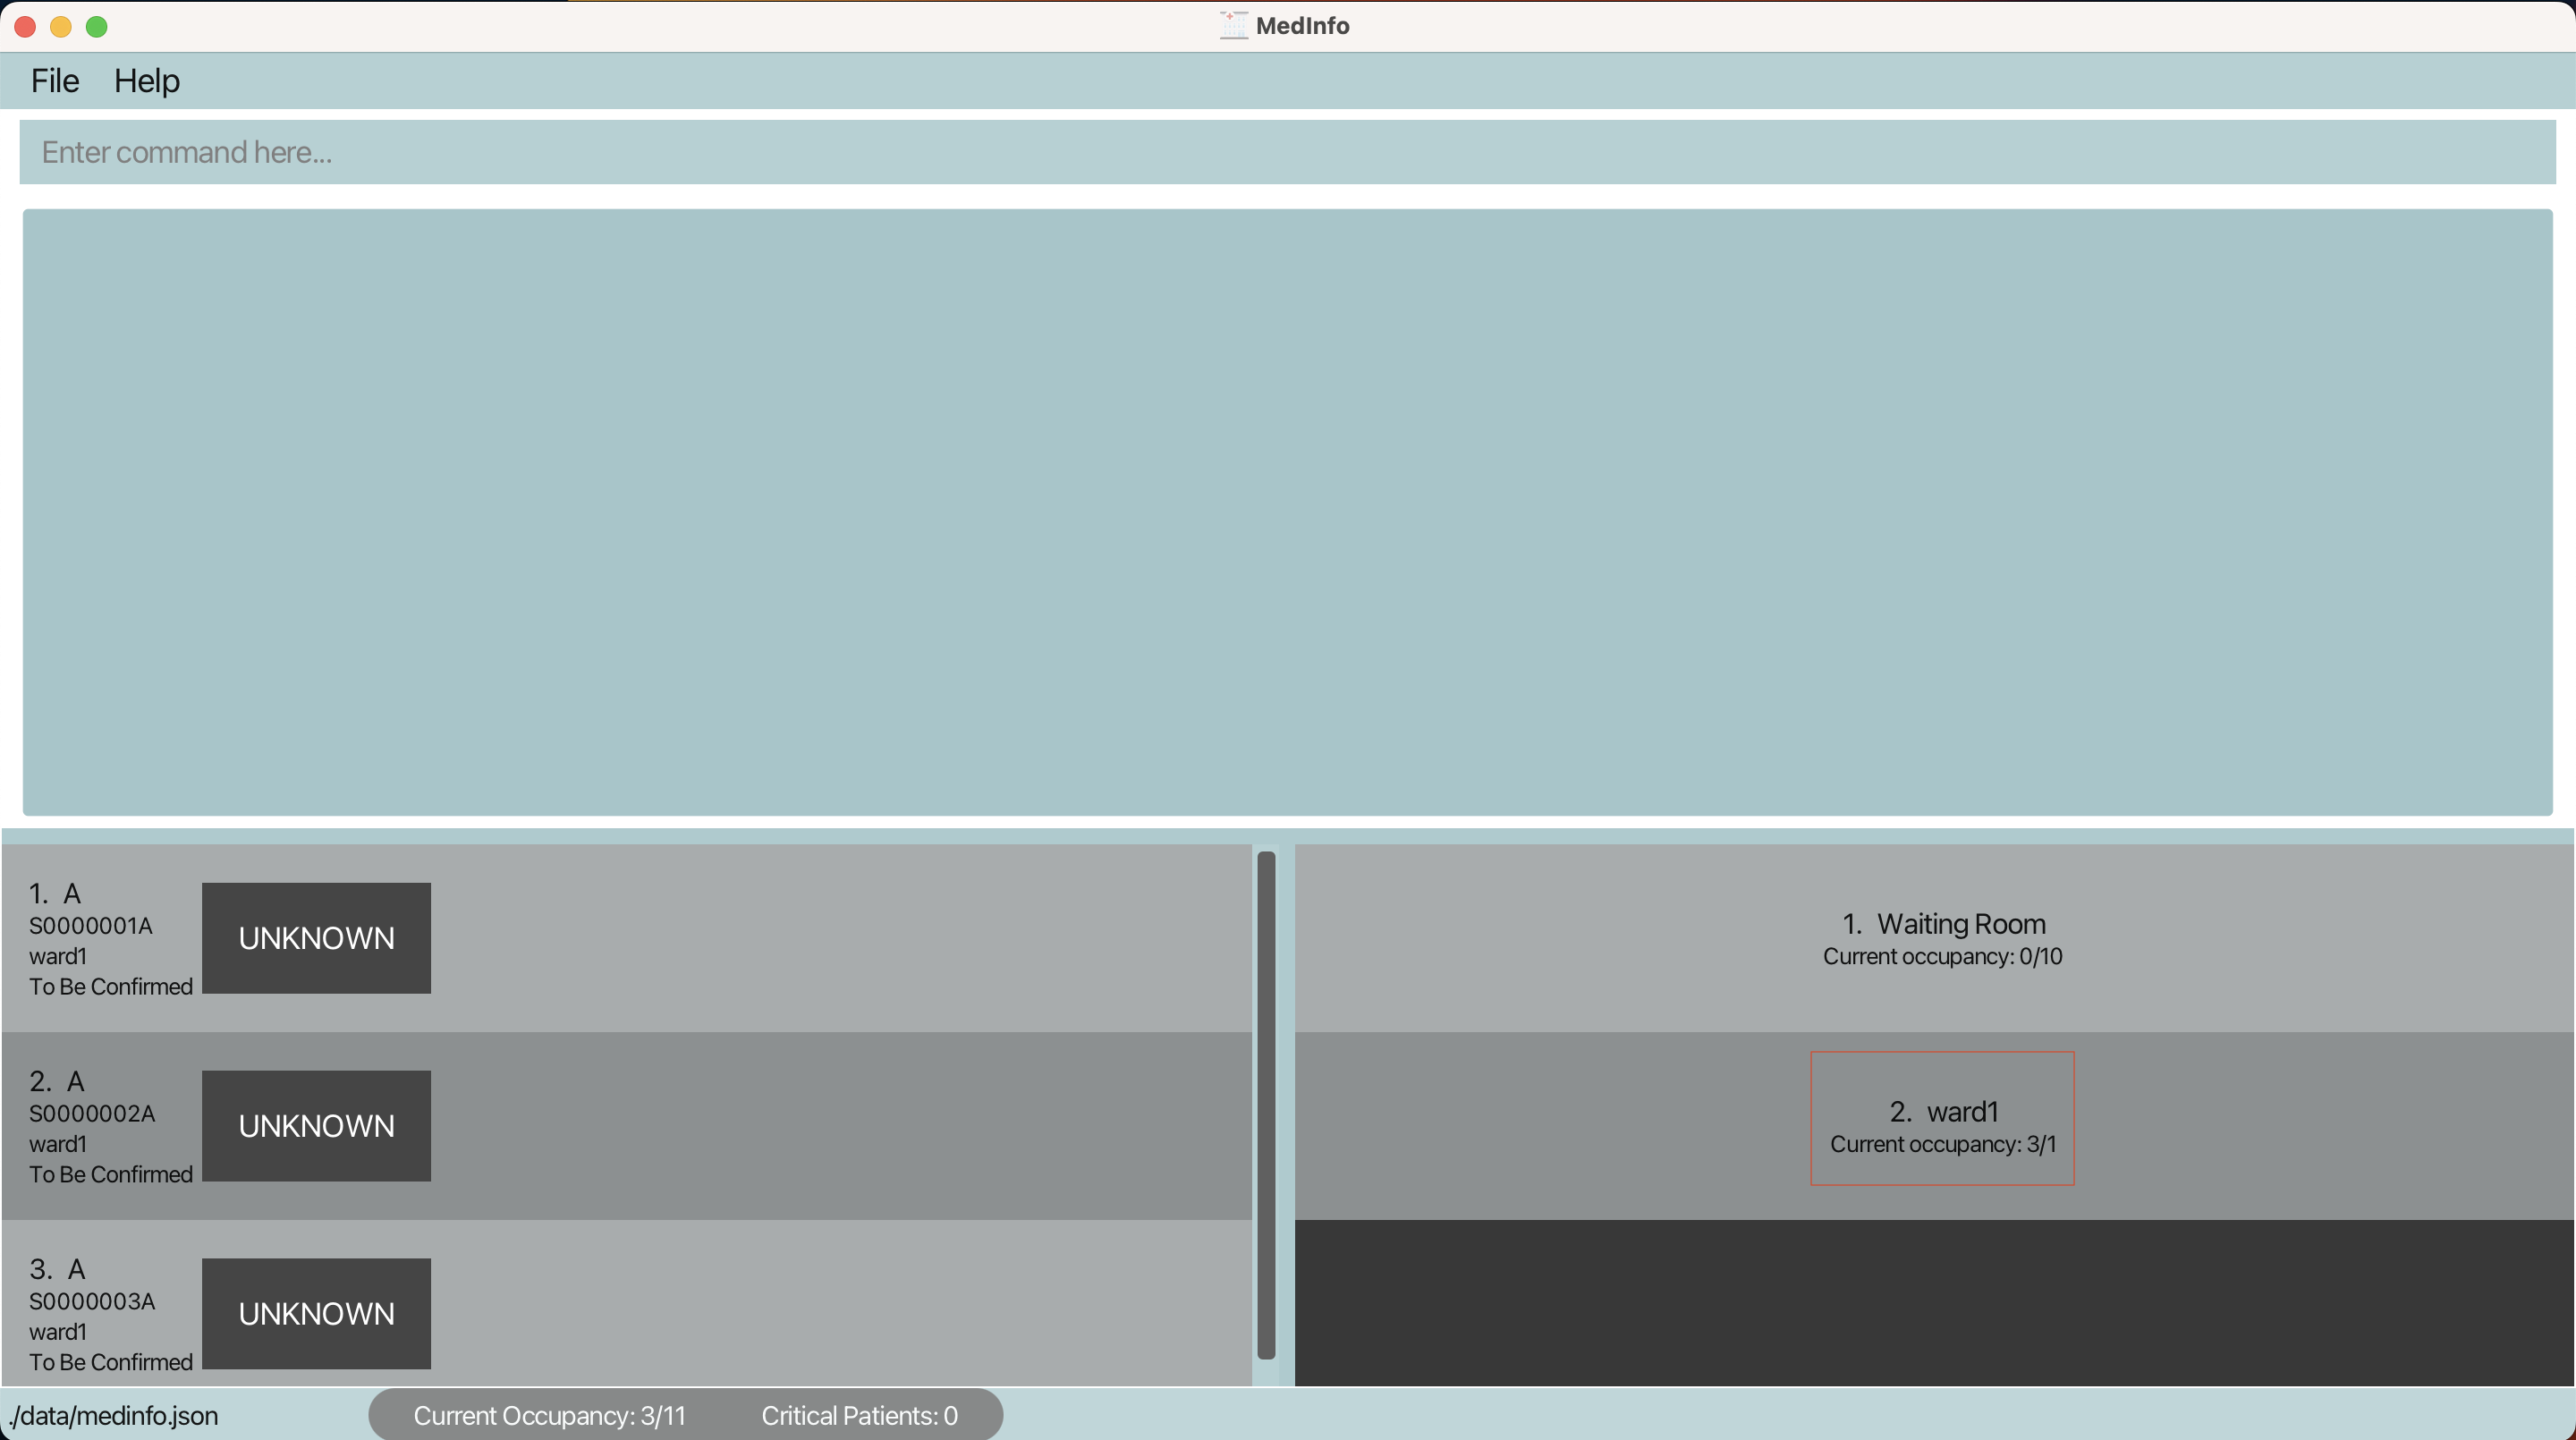 MedInfo
File Help
Enter command here...
1. A
S0000001A
ward1
To Be Confirmed
UNKNOWN
2. A
S0000002A
ward1
To Be Confirmed
UNKNOWN
3. A
S0000003A
ward1
To Be Confirmed
UNKNOWN
1. Waiting Room
Current occupancy: 0/10
2. ward1
Current occupancy: 3/1
./data/medinfo.json
Current Occupancy: 3/11 Critical Patients: 0